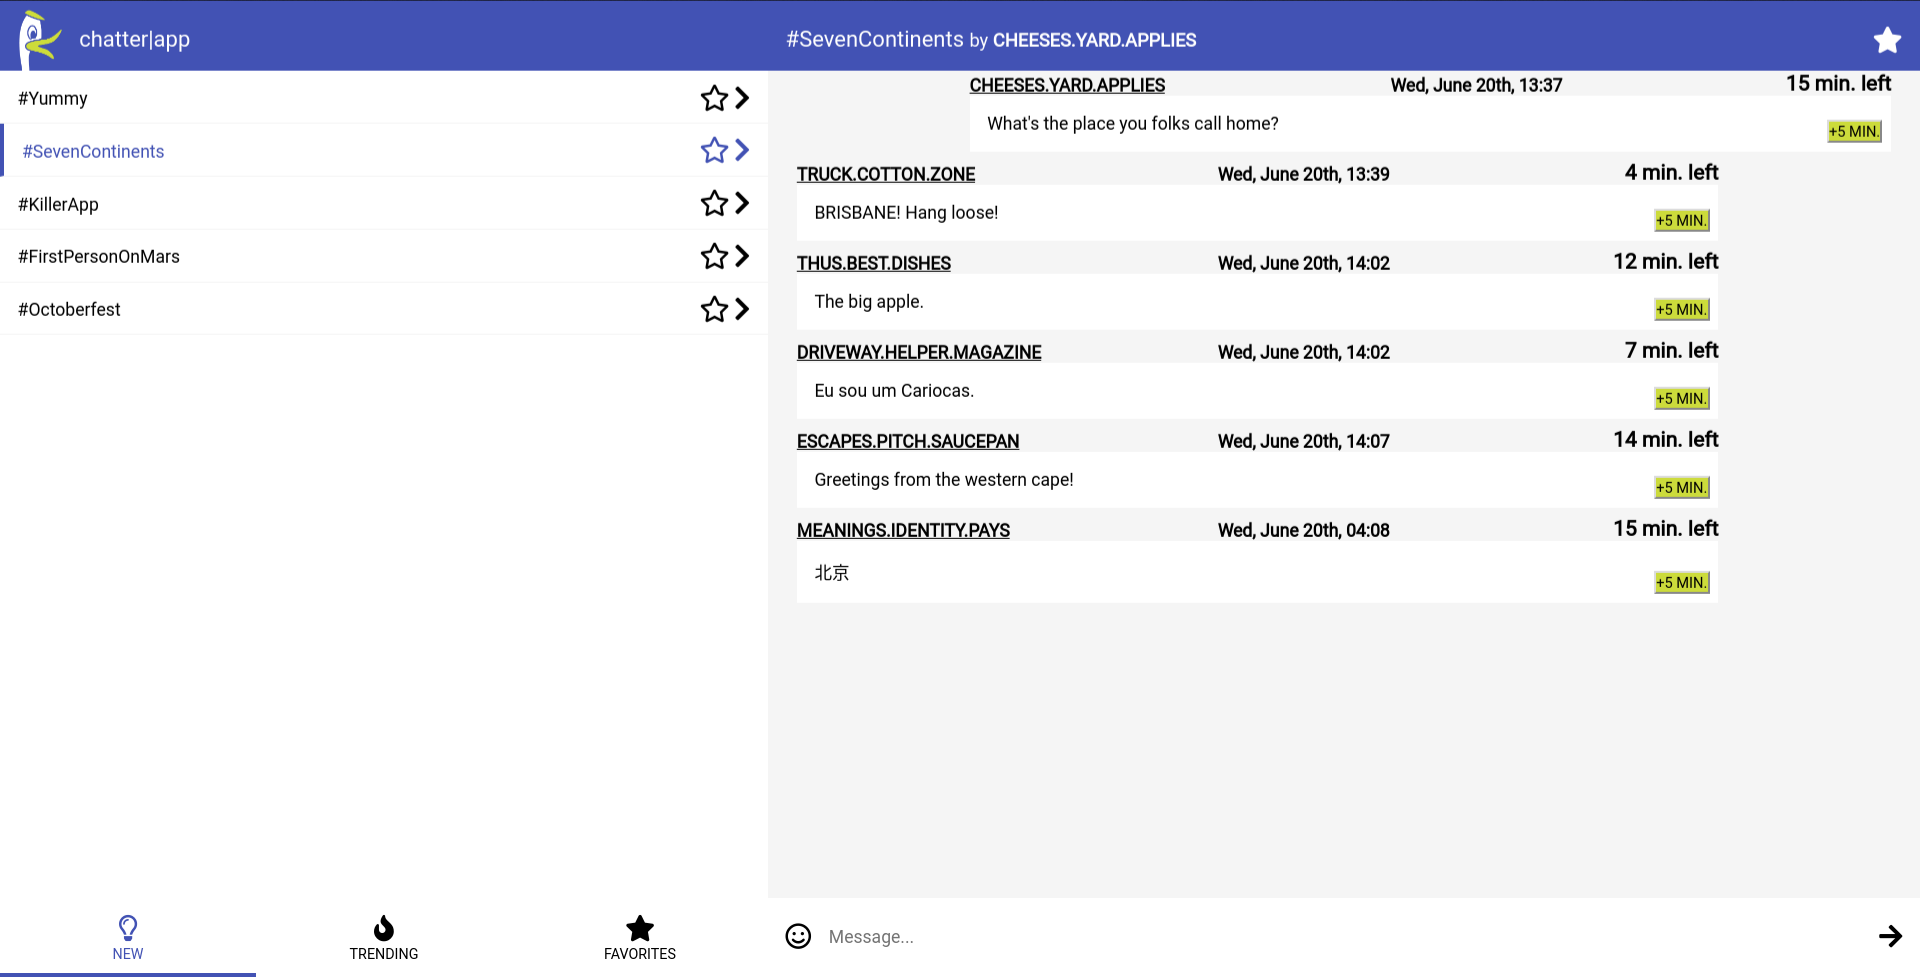 chatter|app
#SevenContinents by CHEESES.YARD.APPLIES
#Yummy
#SevenContinents
#KillerApp
#FirstPersonOnMars
#Octoberfest
NEW
TRENDING
FAVORITES
CHEESES.YARD.APPLIES Wed, June 20th, 13:37 15 min. left
What's the place you folks call home?
+5 MIN.
TRUCK.COTTON.ZONE Wed, June 20th, 13:39 4 min. left
BRISBANE! Hang loose!
+5 MIN.
THUS.BEST.DISHES Wed, June 20th, 14:02 12 min. left
The big apple.
+5 MIN.
DRIVEWAY.HELPER.MAGAZINE Wed, June 20th, 14:02 7 min. left
Eu sou um Cariocas.
+5 MIN.
ESCAPES.PITCH.SAUCEPAN Wed, June 20th, 14:07 14 min. left
Greetings from the western cape!
+5 MIN.
MEANINGS.IDENTITY.PAYS Wed, June 20th, 04:08 15 min. left
北京
+5 MIN.
Message...